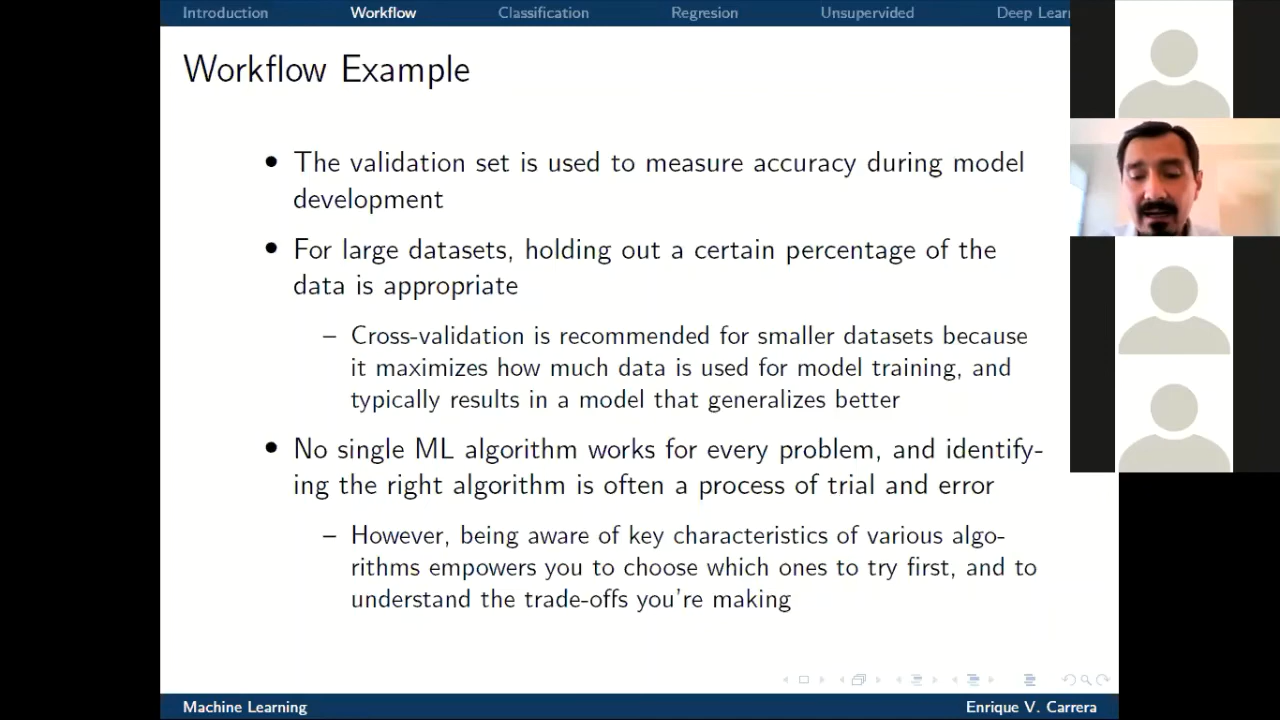 Introduction Workflow Classification Regresion Unsupervided Deep Lear
Workflow Example
• The validation set is used to measure accuracy during model
development
• For large datasets, holding out a certain percentage of the
data is appropriate
– Cross-validation is recommended for smaller datasets because
it maximizes how much data is used for model training, and
typically results in a model that generalizes better
• No single ML algorithm works for every problem, and identify-
ing the right algorithm is often a process of trial and error
– However, being aware of key characteristics of various algo-
rithms empowers you to choose which ones to try first, and to
understand the trade-offs you're making
Machine Learning Enrique V. Carrera